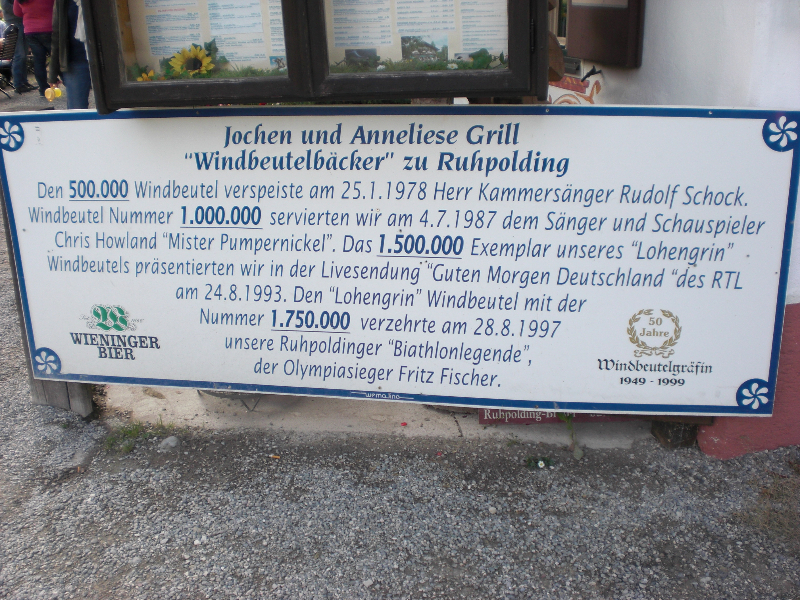 Jochen und Anneliese Grill
"Windbeutelbäcker" zu Ruhpolding
Den 500.000 Windbeutel verspeiste am 25.1.1978 Herr Kammersänger Rudolf Schock.
Windbeutel Nummer 1.000.000 servierten wir am 4.7.1987 dem Sänger und Schauspieler
Chris Howland "Mister Pumpernickel". Das 1.500.000 Exemplar unseres "Lohengrin"
Windbeutels präsentierten wir in der Livesendung "Guten Morgen Deutschland "des RTL
am 24.8.1993. Den "Lohengrin" Windbeutel mit der
Nummer 1.750.000 verzehrte am 28.8.1997
unsere Ruhpoldinger "Biathlonlegende",
der Olympiasieger Fritz Fischer.
WIENINGER
BIER
50
Jahre
Windbeutelgräfin
1949 - 1999
Ruhpolding